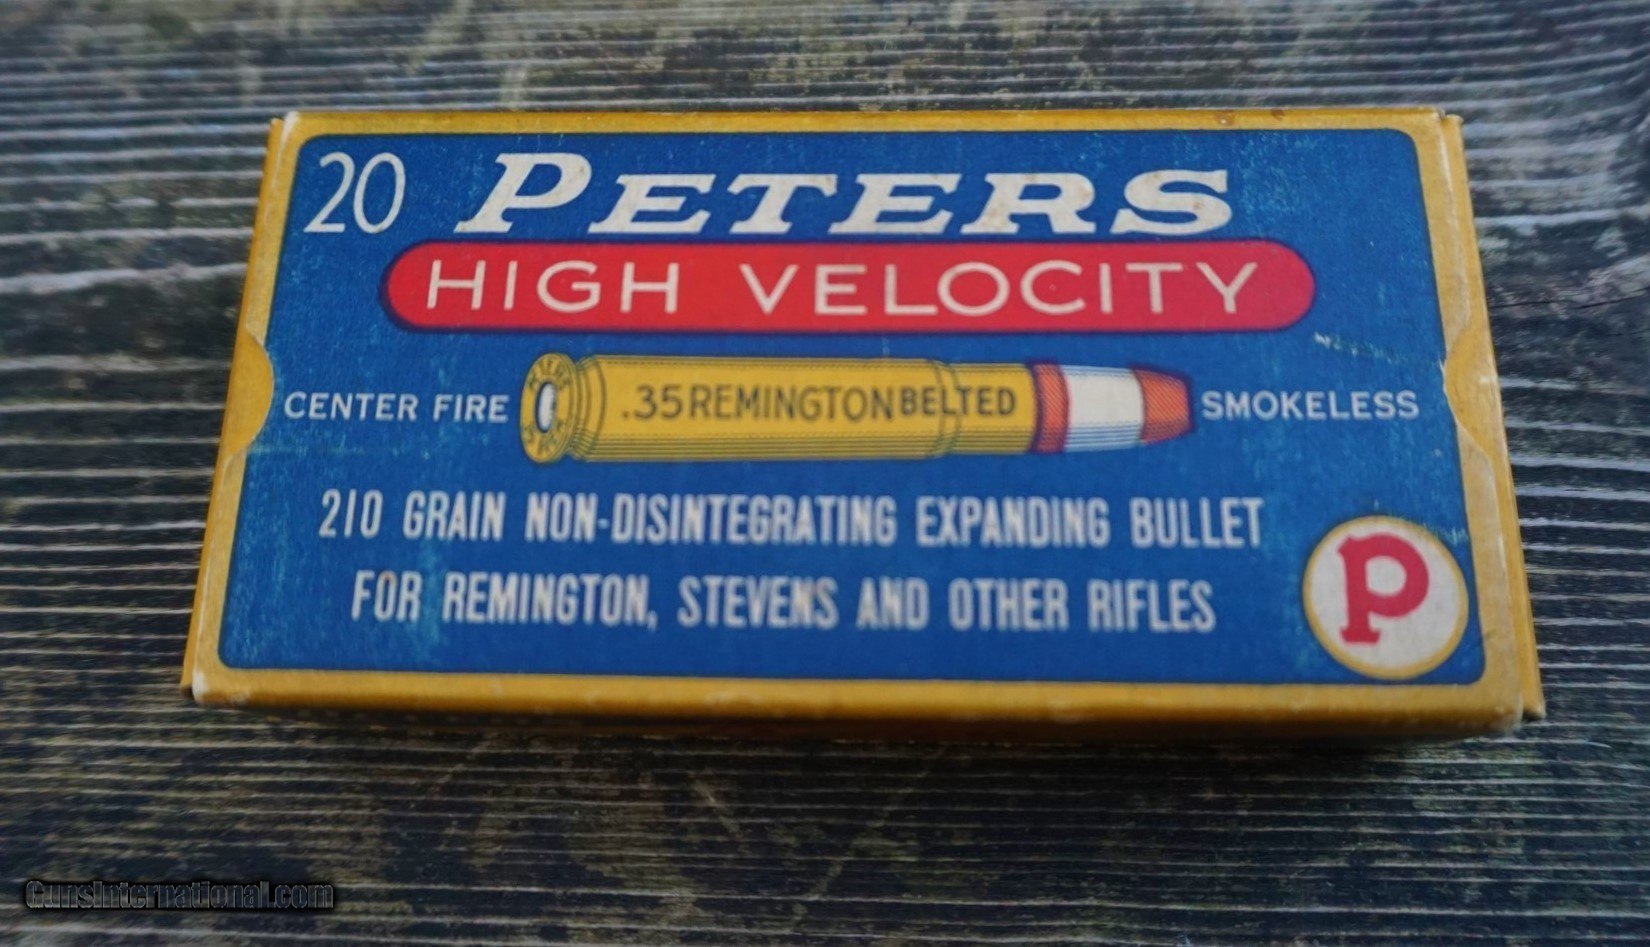 20 PETERS
HIGH VELOCITY
CENTER FIRE .35 REMINGTON BELTED SMOKELESS
210 GRAIN NON-DISINTEGRATING EXPANDING BULLET
FOR REMINGTON, STEVENS AND OTHER RIFLES
P
GunsInternational.com